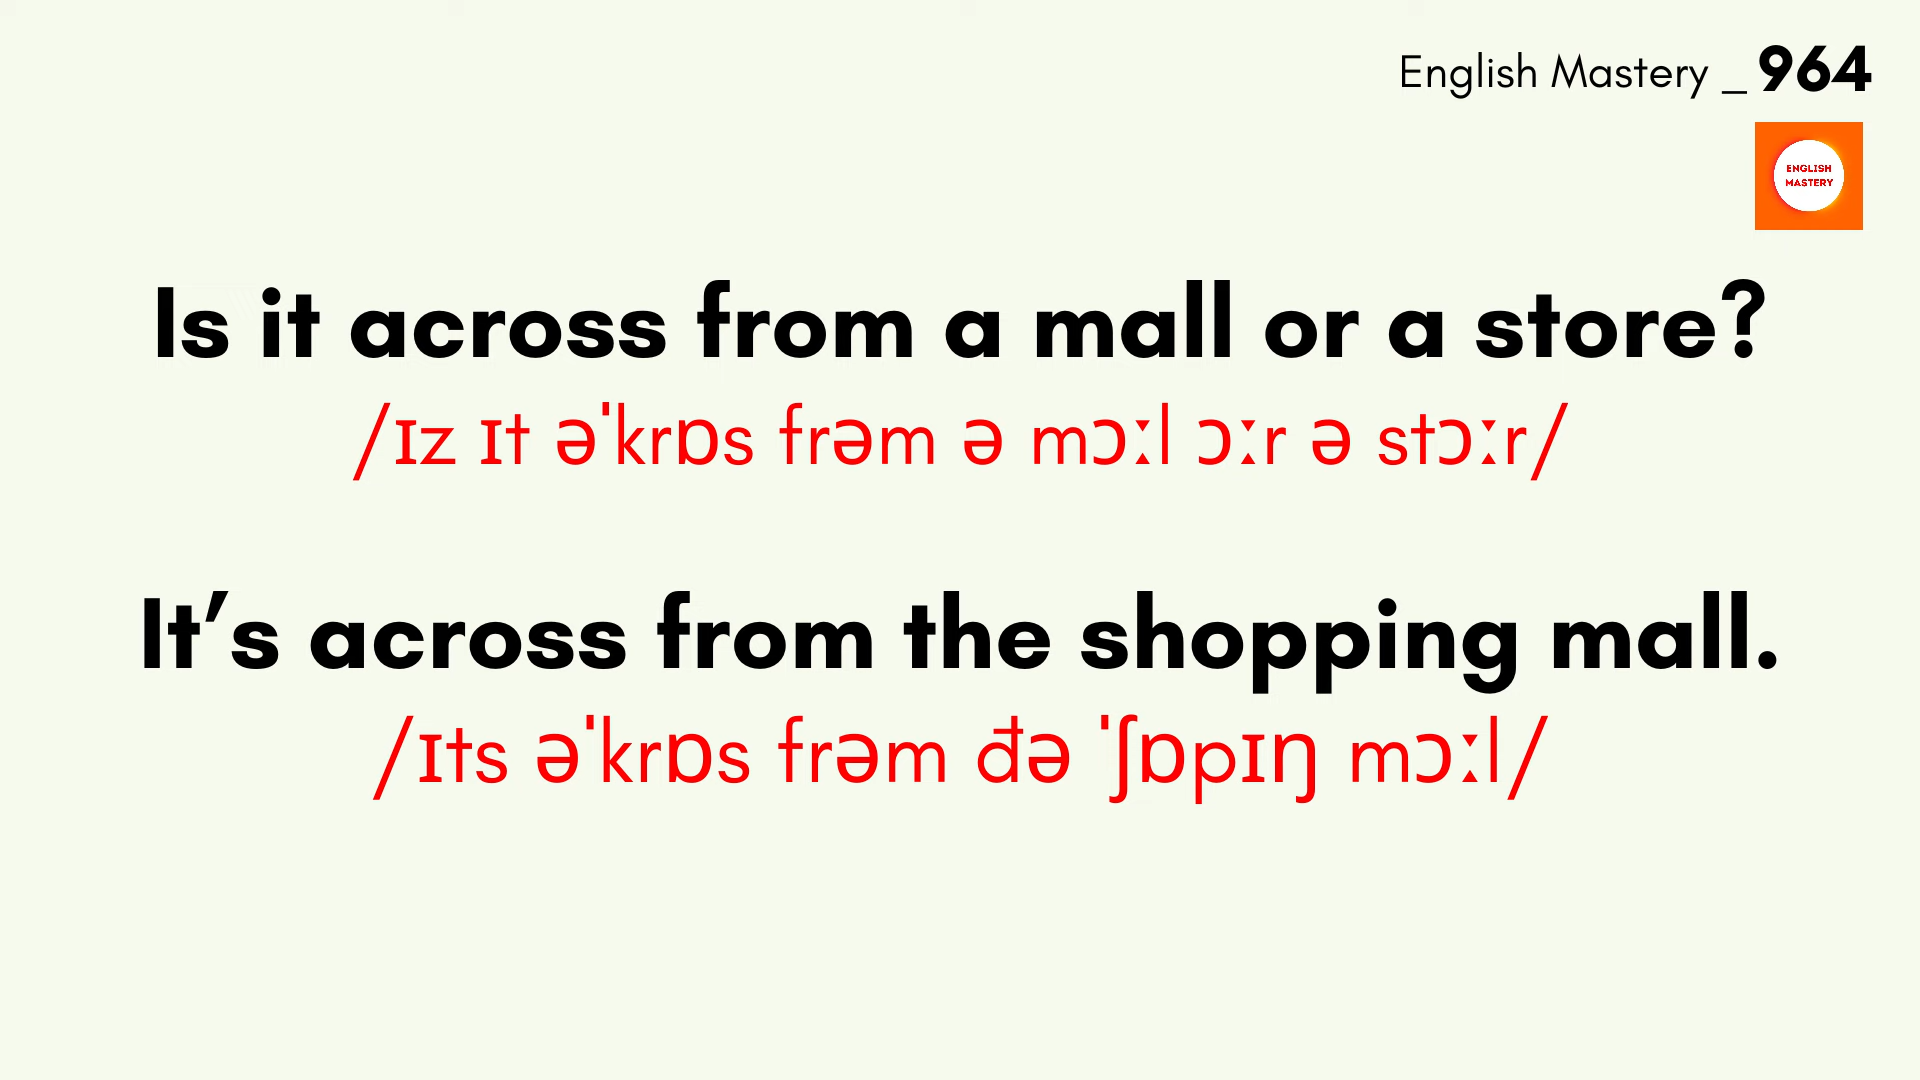 English Mastery _ 964
ENGLISH
MASTERY
Is it across from a mall or a store?
/ɪz ɪt əˈkrɒs frəm ə mɔːl ɔːr ə stɔːr/
It’s across from the shopping mall.
/ɪts əˈkrɒs frəm đə ˈʃɒpɪŋ mɔːl/